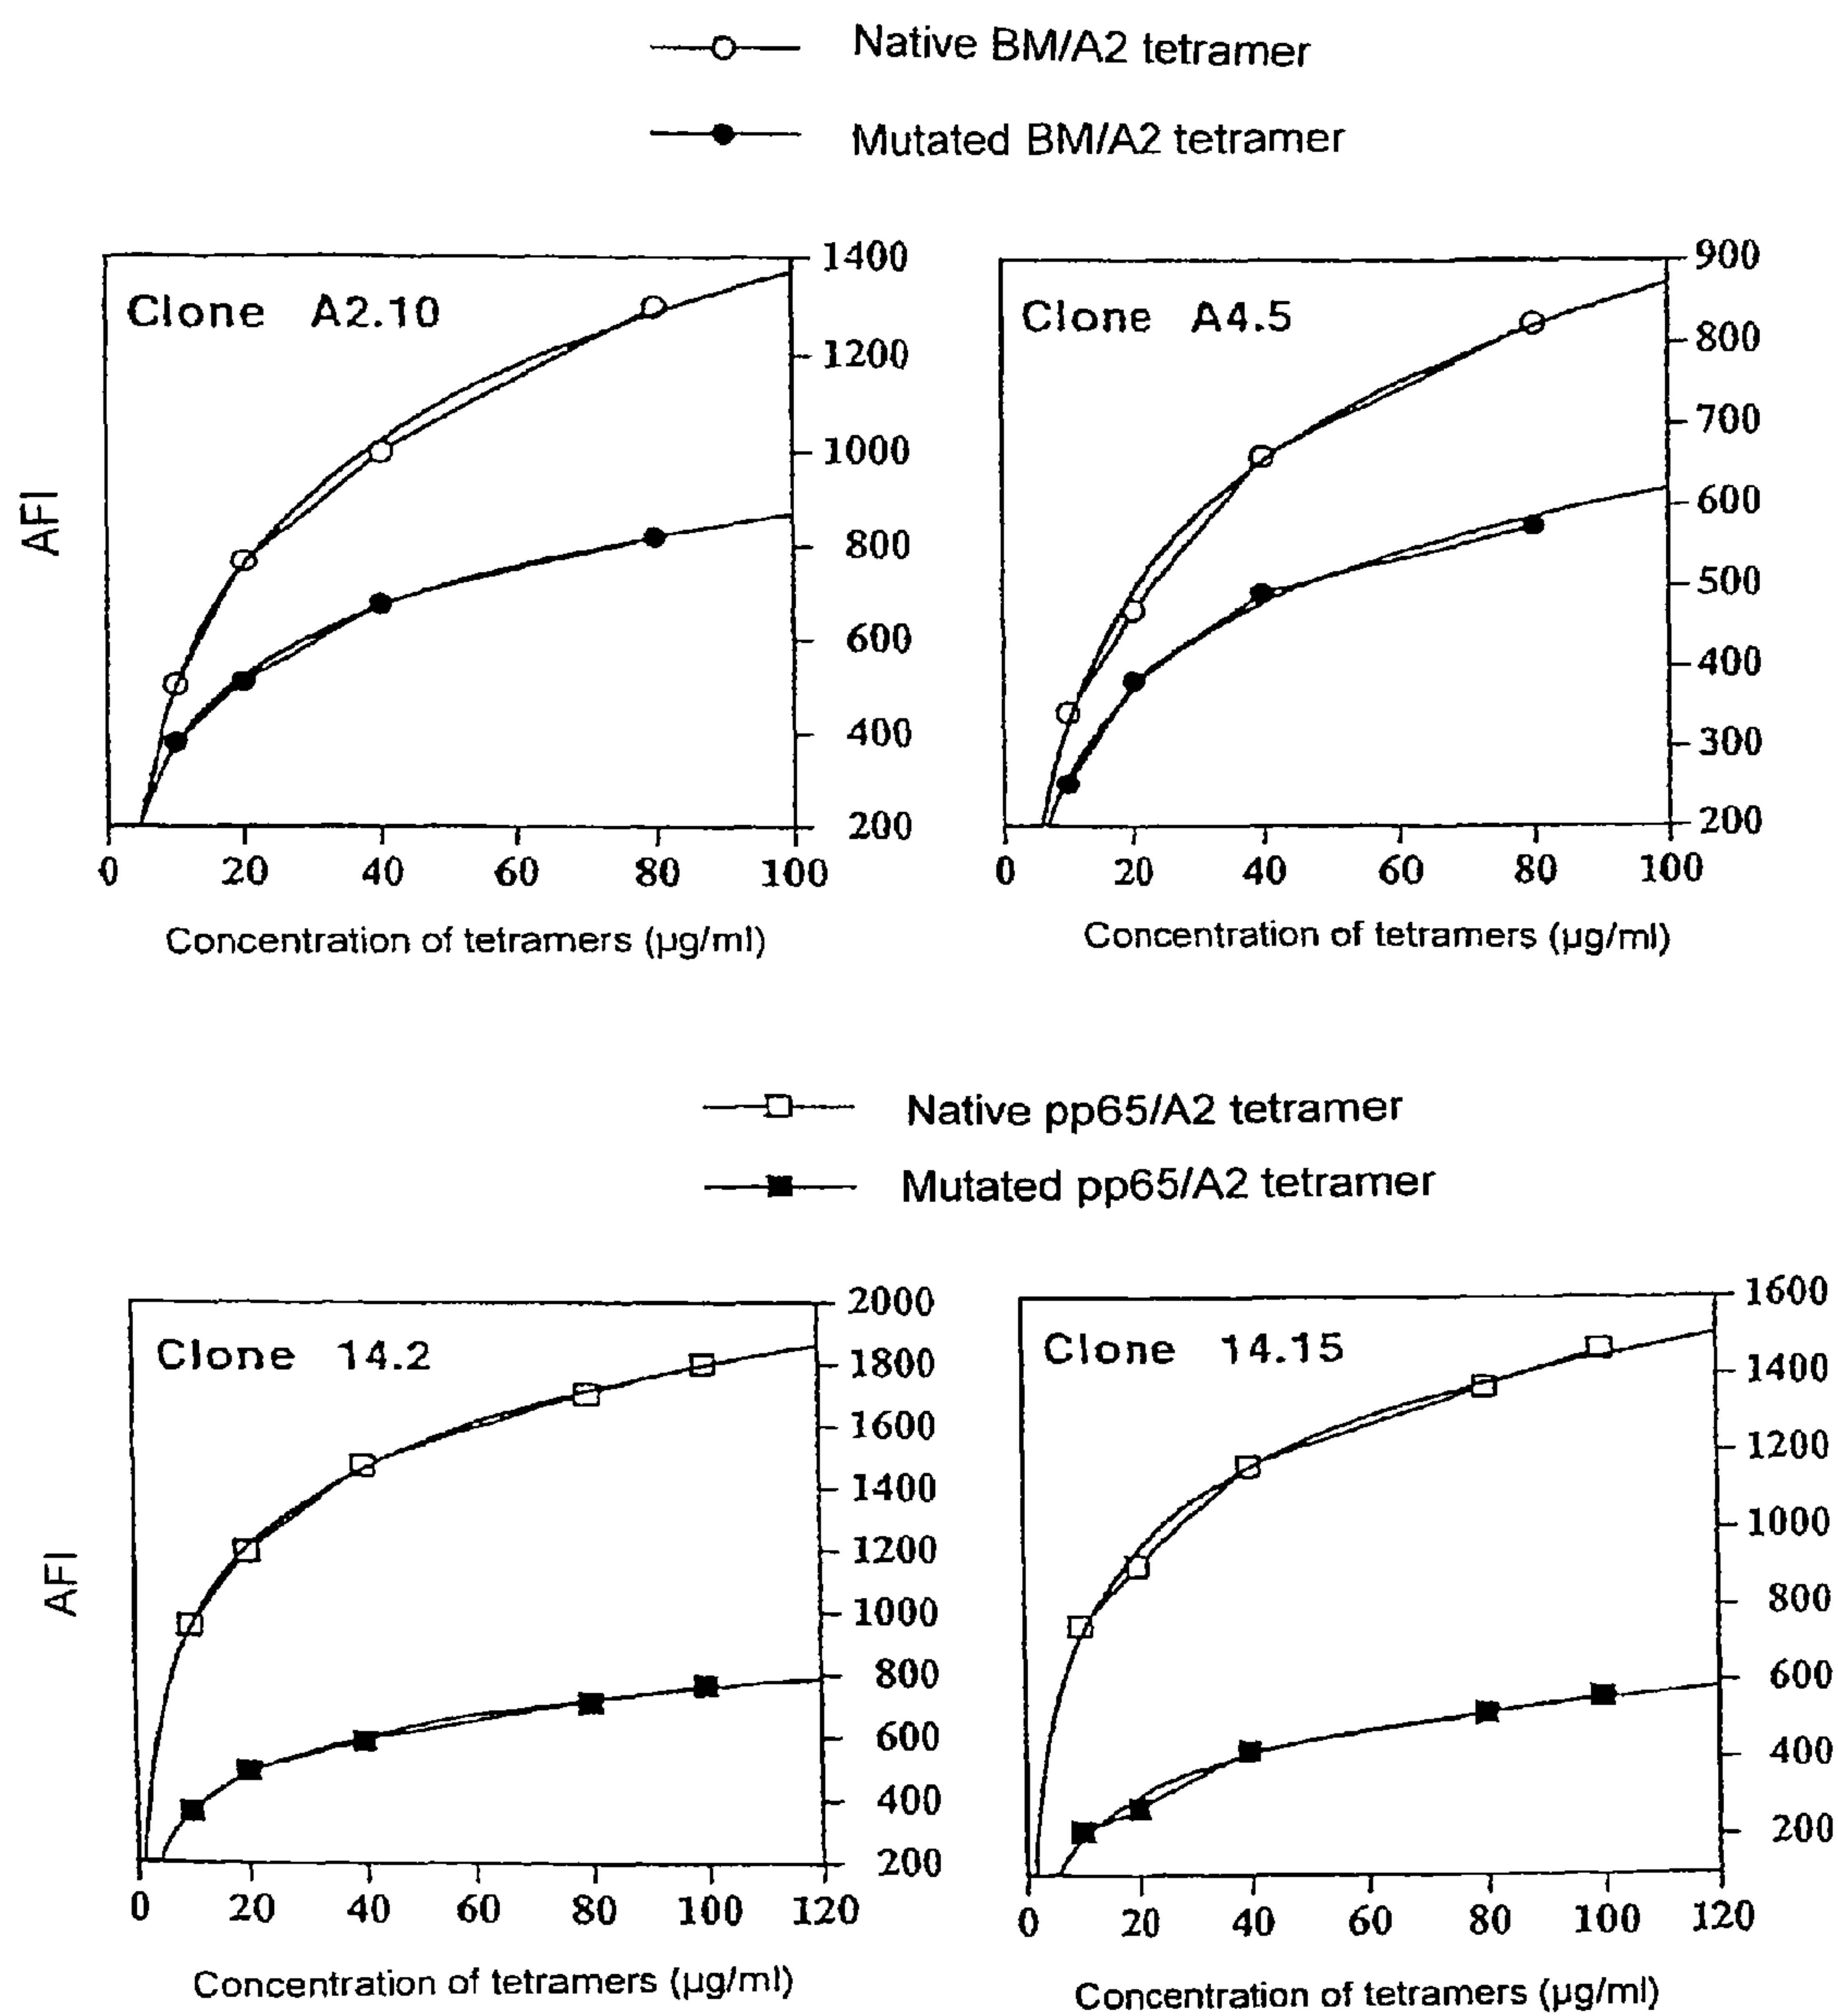 Native BM/A2 tetramer
Mutated BM/A2 tetramer
Clone A2.10
AFI
1400
1200
1000
800
600
400
200
0 20 40 60 80 100
Concentration of tetramers (µg/ml)
Clone A4.5
900
800
700
600
500
400
300
200
0 20 40 60 80 100
Concentration of tetramers (µg/ml)
Native pp65/A2 tetramer
Mutated pp65/A2 tetramer
Clone 14.2
AFI
2000
1800
1600
1400
1200
1000
800
600
400
200
0 20 40 60 80 100 120
Concentration of tetramers (µg/ml)
Clone 14.15
1600
1400
1200
1000
800
600
400
200
0 20 40 60 80 100 120
Concentration of tetramers (µg/ml)